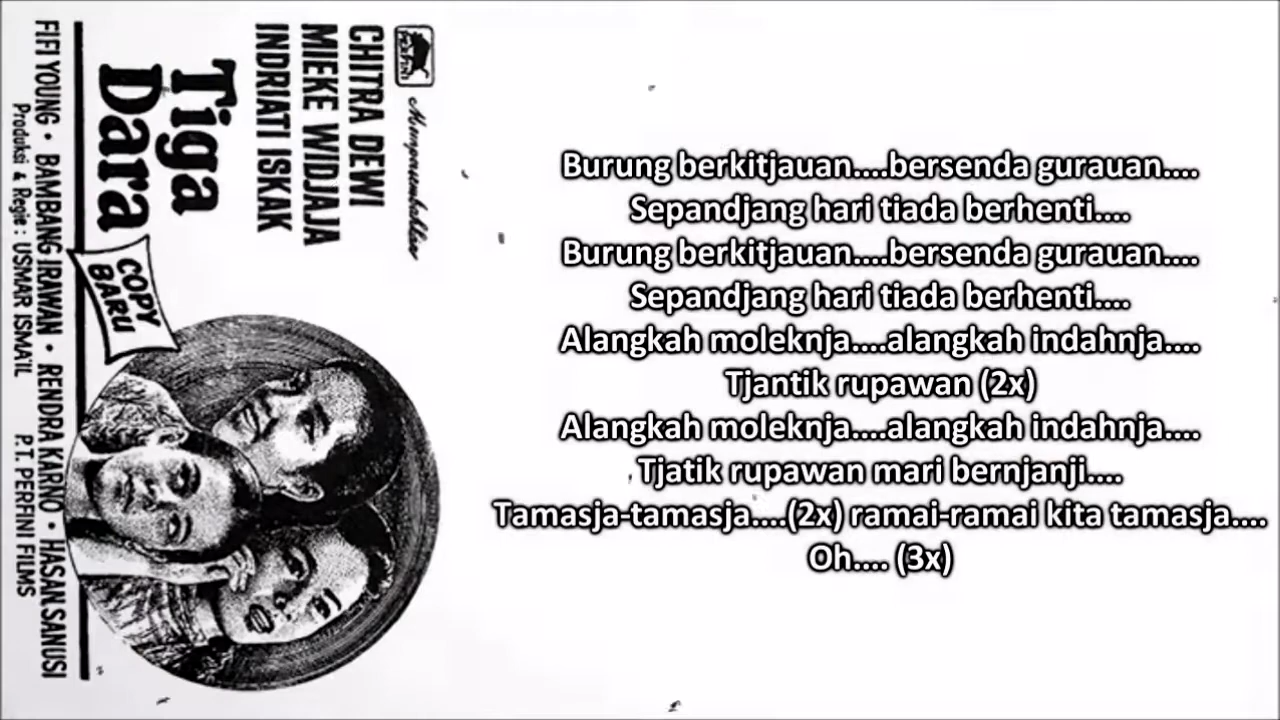 PERFINI
Mempersembahkan
CHITRA DEWI
MIEKE WIDJAJA
INDRIATI ISKAK
Tiga
Dara
COPY
BARU
FIFI YOUNG • BAMBANG IRAWAN • RENDRA KARNO • HASAN SANUSI
Produksi & Regie : USMAR ISMA'IL P.T. PERFINI FILMS
Burung berkitjauan....bersenda gurauan....
Sepandjang hari tiada berhenti....
Burung berkitjauan....bersenda gurauan....
Sepandjang hari tiada berhenti....
Alangkah moleknja....alangkah indahnja....
Tjantik rupawan (2x)
Alangkah moleknja....alangkah indahnja....
Tjatik rupawan mari bernjanji....
Tamasja-tamasja....(2x) ramai-ramai kita tamasja....
Oh.... (3x)